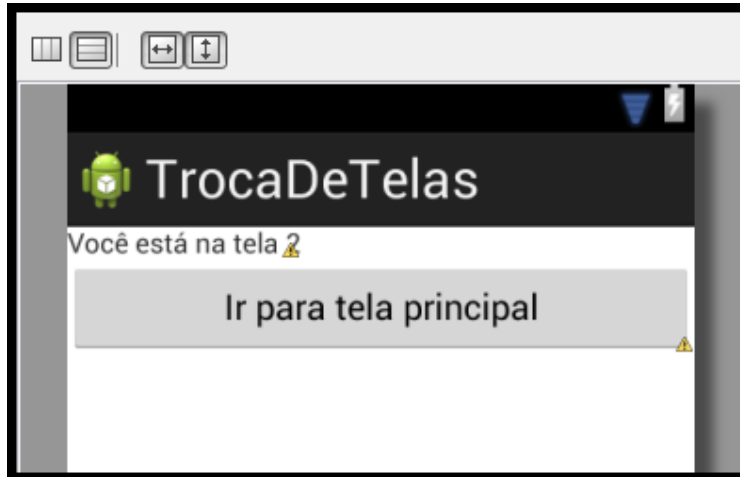 TrocaDeTelas
Você está na tela 2
Ir para tela principal